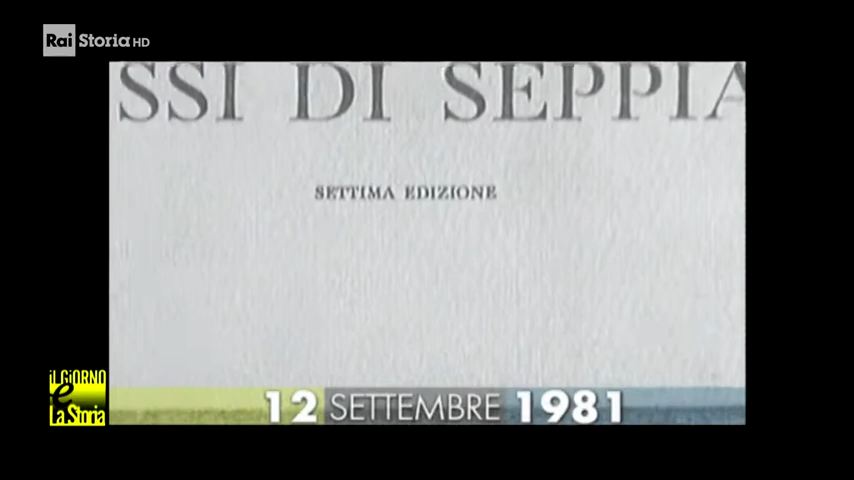 Rai Storia HD
SSI DI SEPPIA
SETTIMA EDIZIONE
iL GiORNO
e
La Storia
12 SETTEMBRE 1981